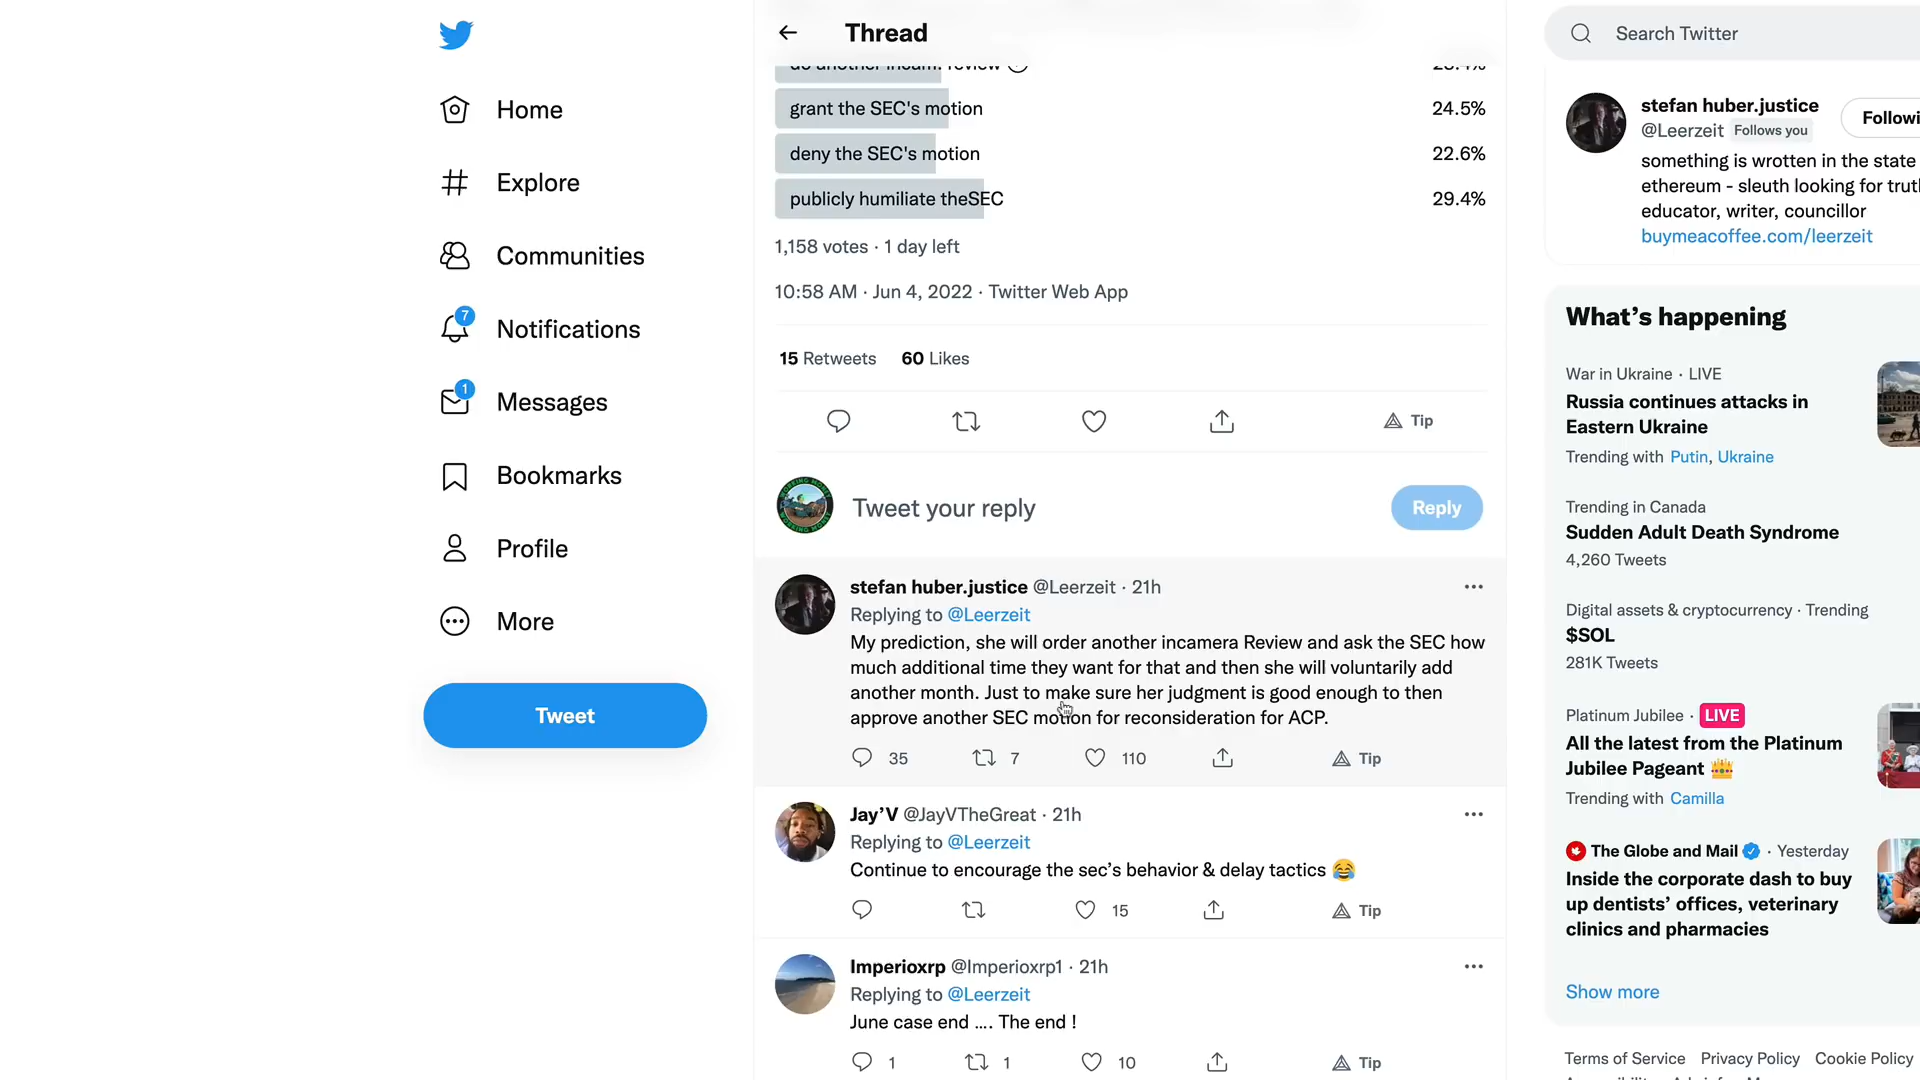 Home
Explore
Communities
7
Notifications
1
Messages
Bookmarks
Profile
More
Tweet
Thread
do another incam. review
23.4%
grant the SEC's motion
24.5%
deny the SEC's motion
22.6%
publicly humiliate theSEC
29.4%
1,158 votes · 1 day left
10:58 AM · Jun 4, 2022 · Twitter Web App
15 Retweets 60 Likes
Tip
WORKING MONEY
WORKING MONEY
Tweet your reply
Reply
stefan huber.justice @Leerzeit · 21h
Replying to @Leerzeit
My prediction, she will order another incamera Review and ask the SEC how
much additional time they want for that and then she will voluntarily add
another month. Just to make sure her judgment is good enough to then
approve another SEC motion for reconsideration for ACP.
35 7 110 Tip
Jay’V @JayVTheGreat · 21h
Replying to @Leerzeit
Continue to encourage the sec’s behavior & delay tactics 😂
15 Tip
Imperioxrp @Imperioxrp1 · 21h
Replying to @Leerzeit
June case end .... The end !
1 1 10 Tip
Search Twitter
stefan huber.justice
@Leerzeit Follows you
Followi
something is wrotten in the state
ethereum - sleuth looking for trut
educator, writer, councillor
buymeacoffee.com/leerzeit
What’s happening
War in Ukraine · LIVE
Russia continues attacks in
Eastern Ukraine
Trending with Putin, Ukraine
Trending in Canada
Sudden Adult Death Syndrome
4,260 Tweets
Digital assets & cryptocurrency · Trending
$SOL
281K Tweets
Platinum Jubilee · LIVE
All the latest from the Platinum
Jubilee Pageant 👑
Trending with Camilla
The Globe and Mail · Yesterday
Inside the corporate dash to buy
up dentists’ offices, veterinary
clinics and pharmacies
Show more
Terms of Service Privacy Policy Cookie Policy